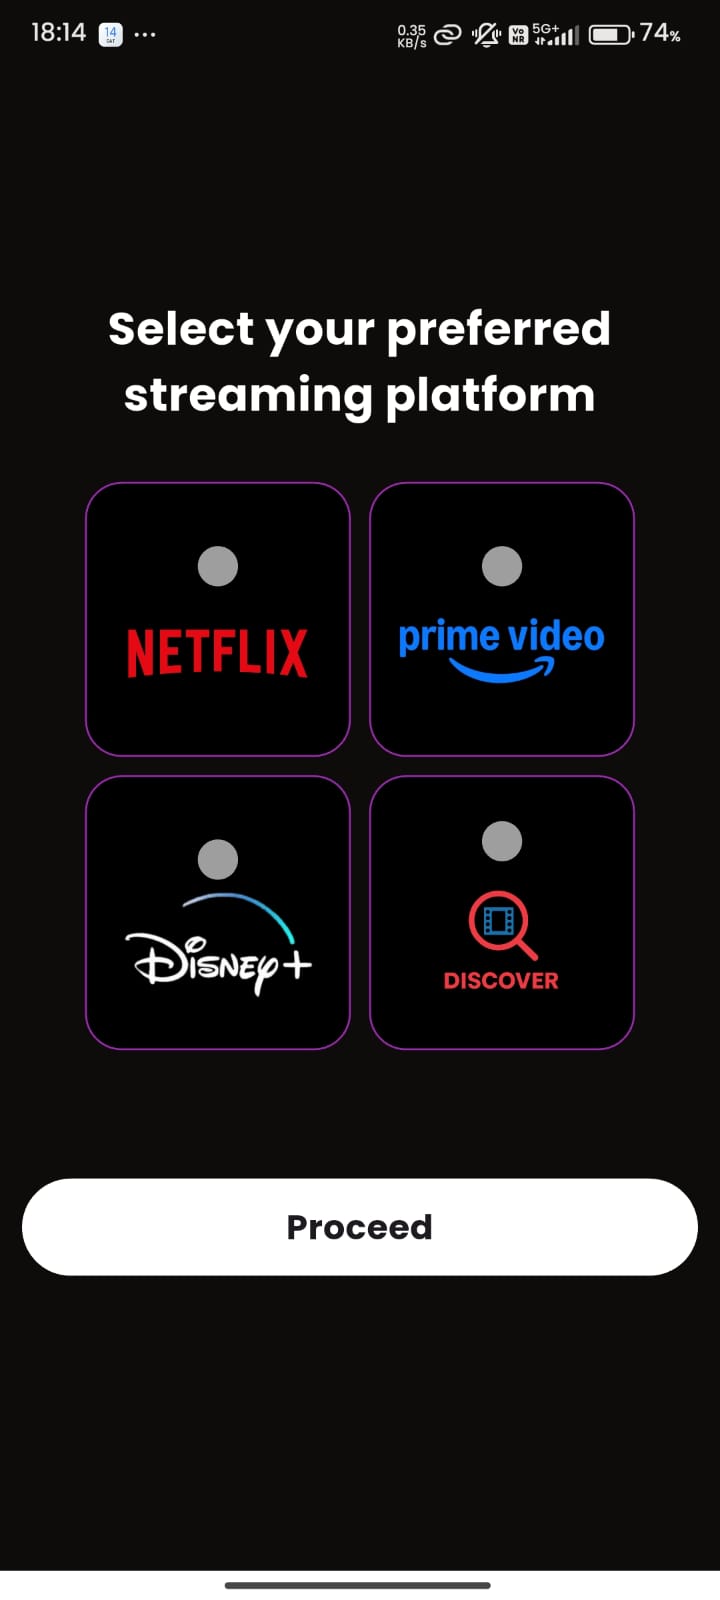 18:14 14 SAT ... 0.35 KB/s Vo NR 5G+ 74%
Select your preferred
streaming platform
NETFLIX
prime video
Disney+
DISCOVER
Proceed